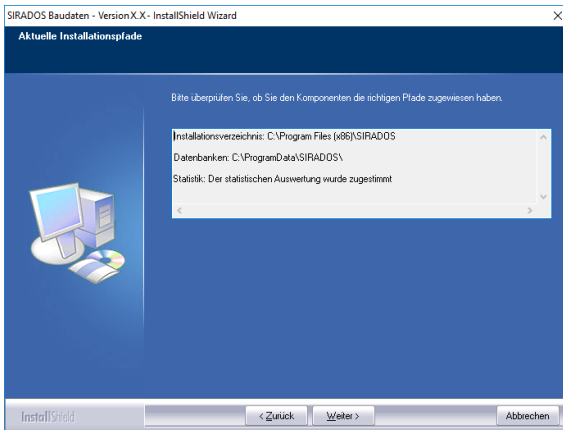 SIRADOS Baudaten - Version X.X - InstallShield Wizard
Aktuelle Installationspfade
Bitte überprüfen Sie, ob Sie den Komponenten die richtigen Pfade zugewiesen haben.
Installationsverzeichnis: C:\Program Files (x86)\SIRADOS
Datenbanken: C:\ProgramData\SIRADOS\
Statistik: Der statistischen Auswertung wurde zugestimmt
InstallShield
< Zurück
Weiter >
Abbrechen